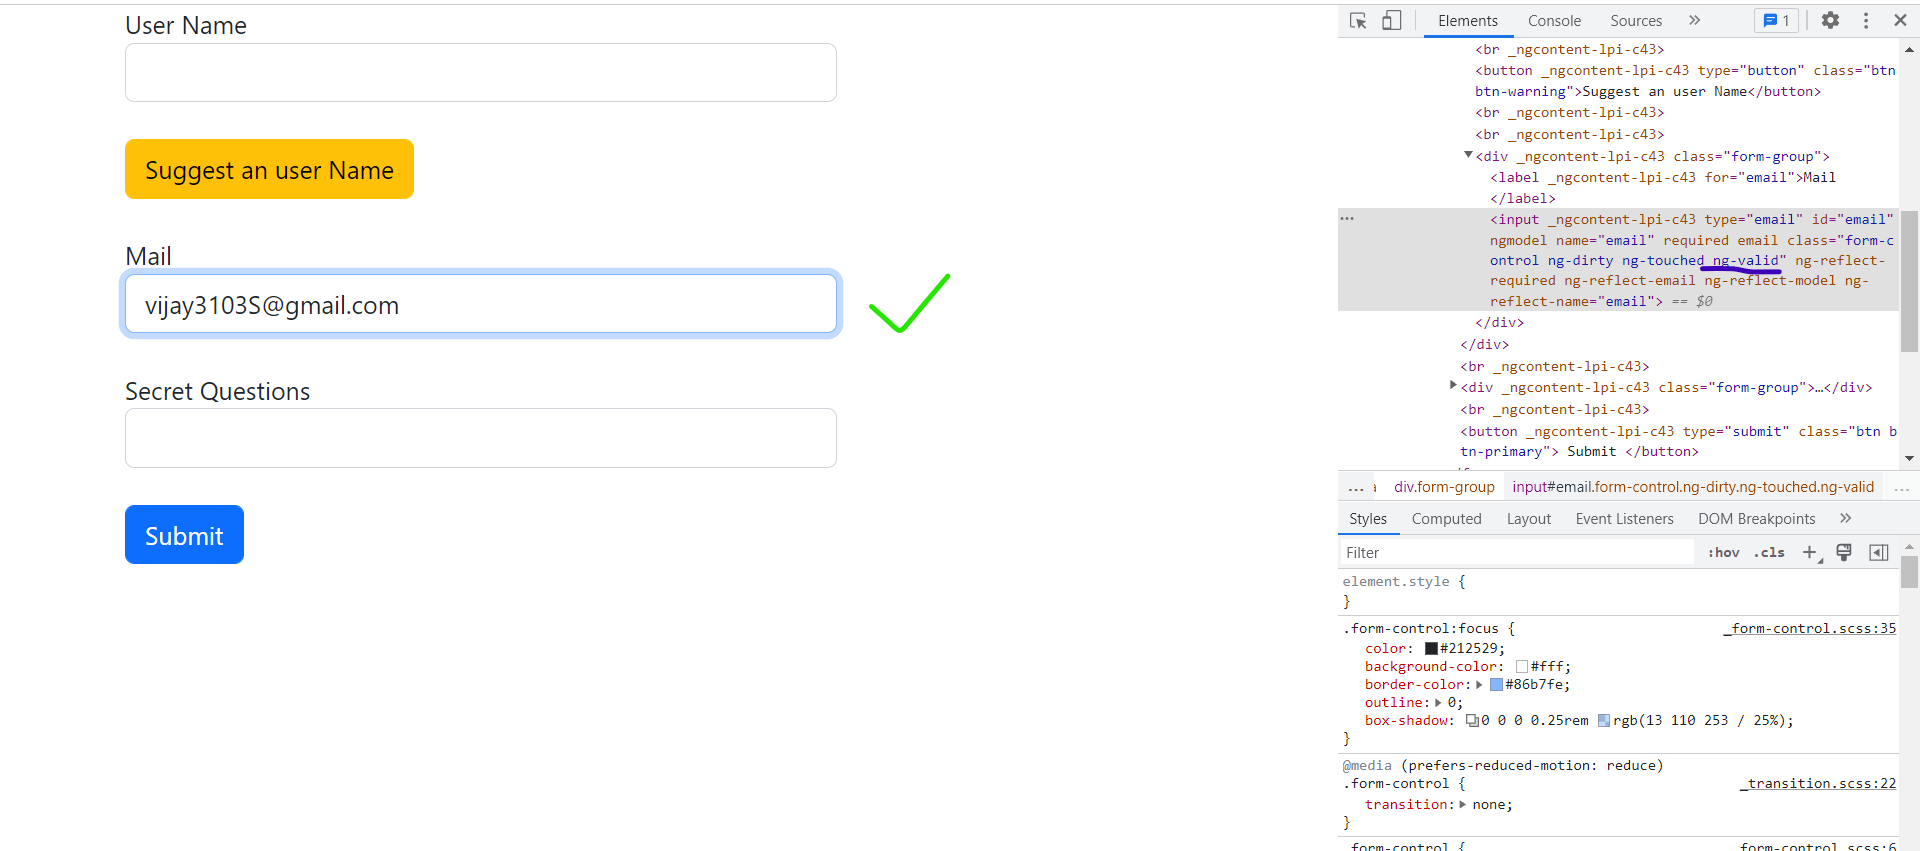 User Name
Suggest an user Name
Mail
vijay3103S@gmail.com
Secret Questions
Submit
Elements Console Sources » 1
<br _ngcontent-lpi-c43>
<button _ngcontent-lpi-c43 type="button" class="btn
btn-warning">Suggest an user Name</button>
<br _ngcontent-lpi-c43>
<br _ngcontent-lpi-c43>
<div _ngcontent-lpi-c43 class="form-group">
<label _ngcontent-lpi-c43 for="email">Mail
</label>
<input _ngcontent-lpi-c43 type="email" id="email"
ngmodel name="email" required email class="form-c
ontrol ng-dirty ng-touched ng-valid" ng-reflect-
required ng-reflect-email ng-reflect-model ng-
reflect-name="email"> == $0
</div>
</div>
<br _ngcontent-lpi-c43>
<div _ngcontent-lpi-c43 class="form-group">…</div>
<br _ngcontent-lpi-c43>
<button _ngcontent-lpi-c43 type="submit" class="btn b
tn-primary"> Submit </button>
... div.form-group input#email.form-control.ng-dirty.ng-touched.ng-valid ...
Styles Computed Layout Event Listeners DOM Breakpoints »
Filter :hov .cls +
element.style {
}
.form-control:focus { _form-control.scss:35
color: #212529;
background-color: #fff;
border-color: #86b7fe;
outline: 0;
box-shadow: 0 0 0 0.25rem rgb(13 110 253 / 25%);
}
@media (prefers-reduced-motion: reduce)
.form-control { _transition.scss:22
transition: none;
}
.form-control { _form-control.scss:6